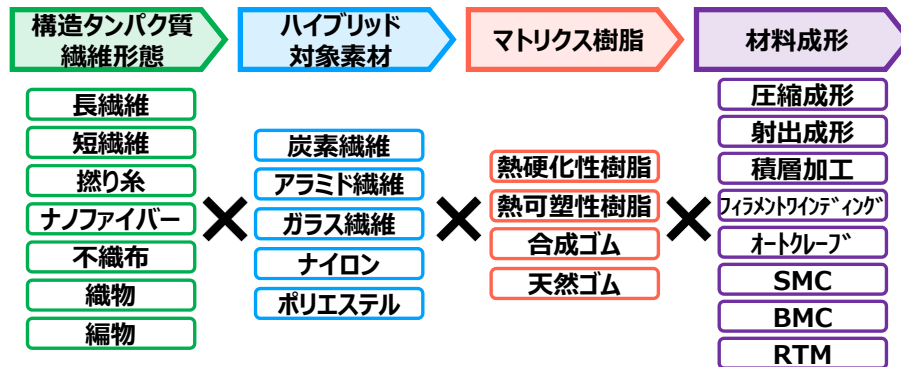 構造タンパク質
繊維形態
ハイブリッド
対象素材
マトリクス樹脂
材料成形
長繊維
短繊維
撚り糸
ナノファイバー
不織布
織物
編物
×
炭素繊維
アラミド繊維
ガラス繊維
ナイロン
ポリエステル
×
熱硬化性樹脂
熱可塑性樹脂
合成ゴム
天然ゴム
×
圧縮成形
射出成形
積層加工
フィラメントワインディング
オートクレーブ
SMC
BMC
RTM